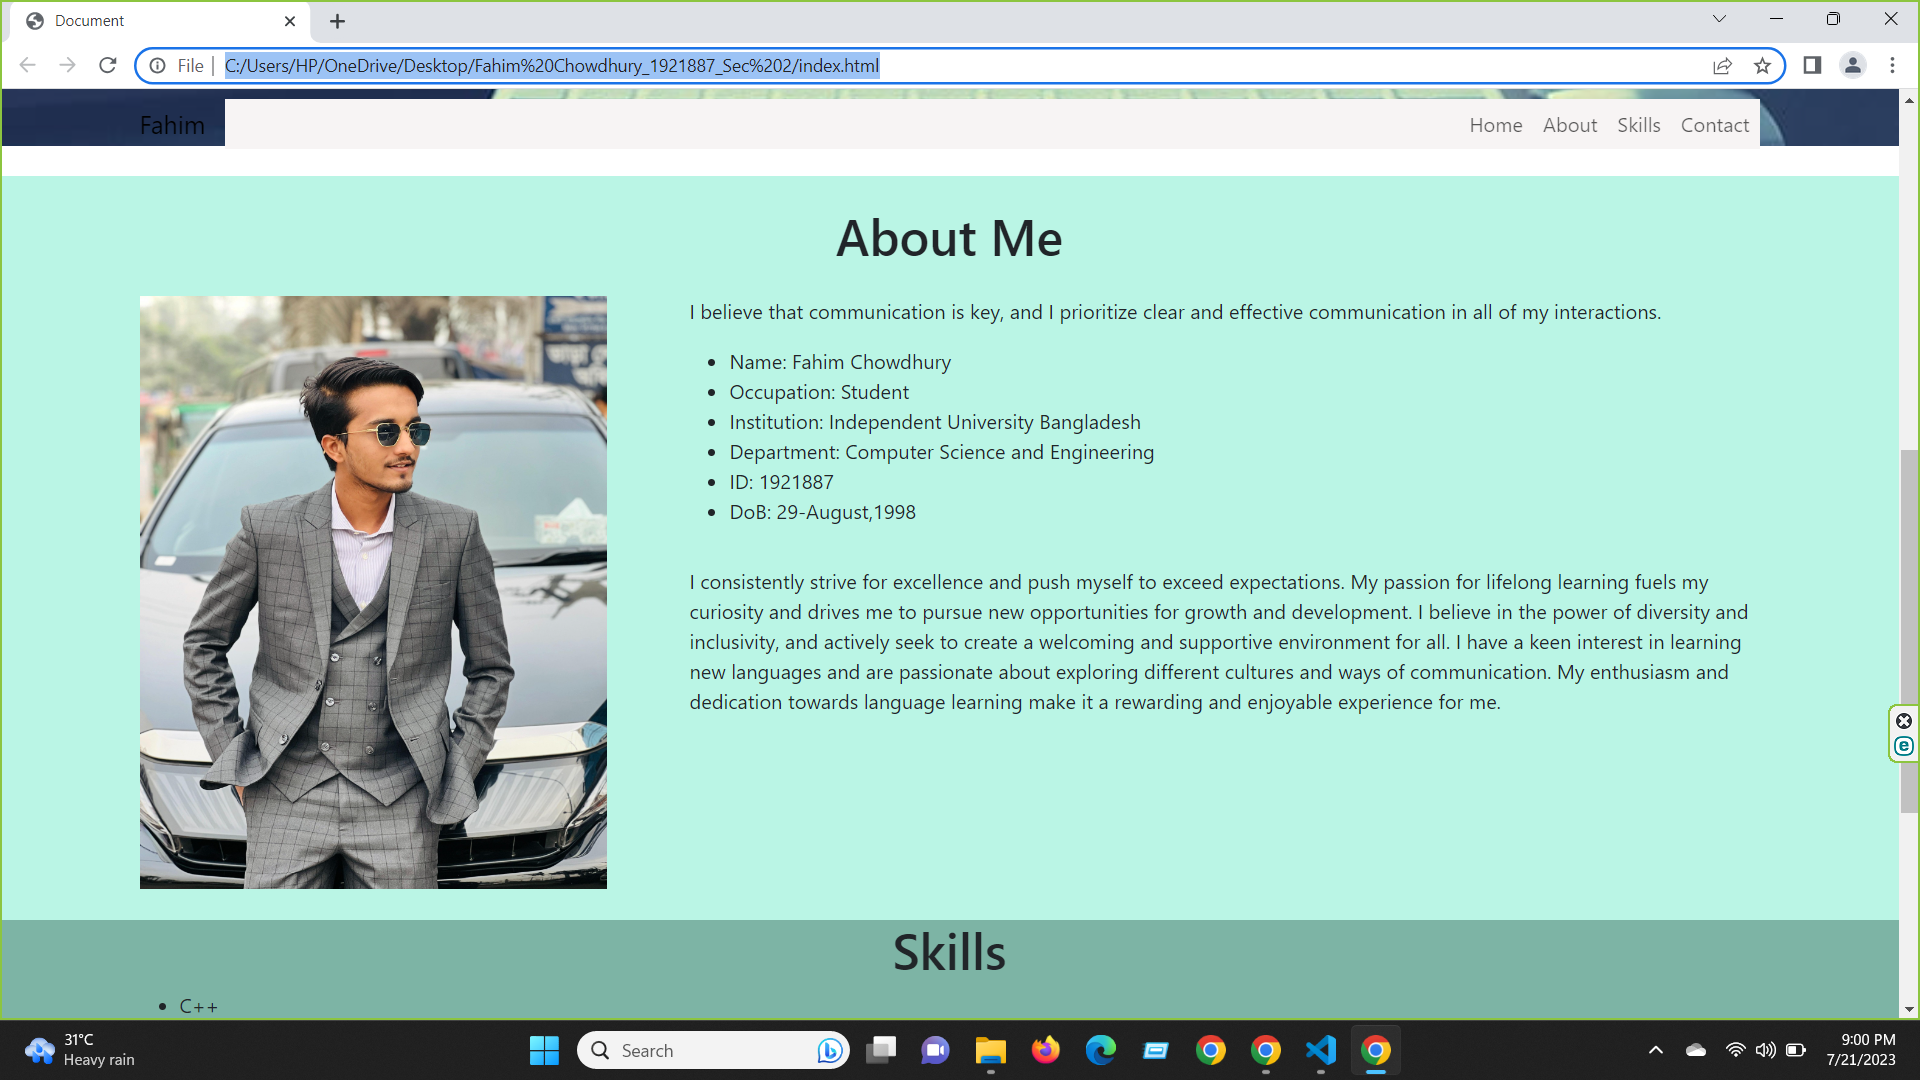 Document
File
C:/Users/HP/OneDrive/Desktop/Fahim%20Chowdhury_1921887_Sec%202/index.html
Fahim
Home About Skills Contact
About Me
I believe that communication is key, and I prioritize clear and effective communication in all of my interactions.
Name: Fahim Chowdhury
Occupation: Student
Institution: Independent University Bangladesh
Department: Computer Science and Engineering
ID: 1921887
DoB: 29-August,1998
I consistently strive for excellence and push myself to exceed expectations. My passion for lifelong learning fuels my
curiosity and drives me to pursue new opportunities for growth and development. I believe in the power of diversity and
inclusivity, and actively seek to create a welcoming and supportive environment for all. I have a keen interest in learning
new languages and are passionate about exploring different cultures and ways of communication. My enthusiasm and
dedication towards language learning make it a rewarding and enjoyable experience for me.
Skills
C++
31°C
Heavy rain
Search
9:00 PM
7/21/2023